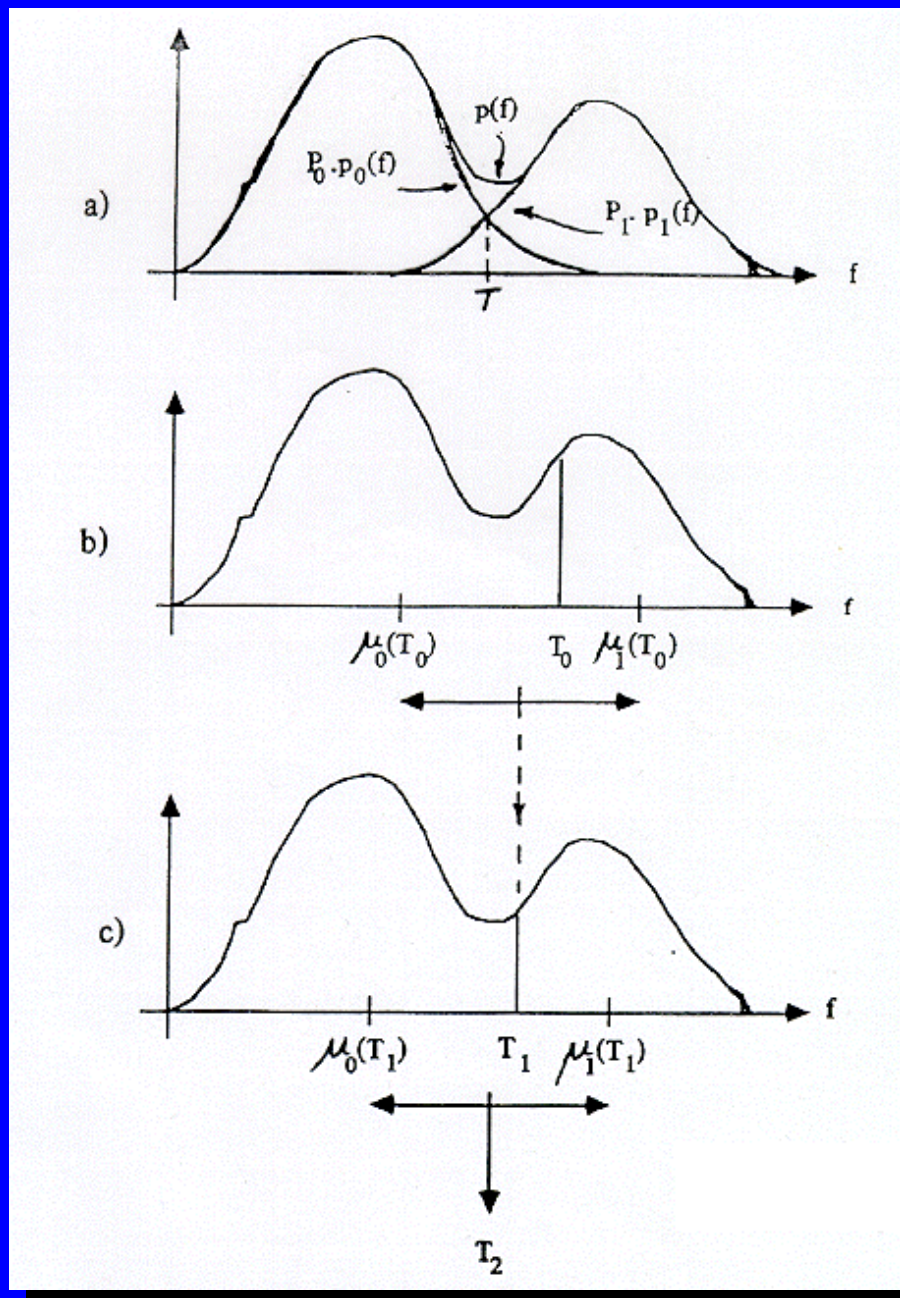 p(f)
P₀.p₀(f)
a)
P₁. p₁(f)
f
T
b)
f
μ₀(T₀) T₀ μ₁(T₀)
c)
f
μ₀(T₁) T₁ μ₁(T₁)
T₂